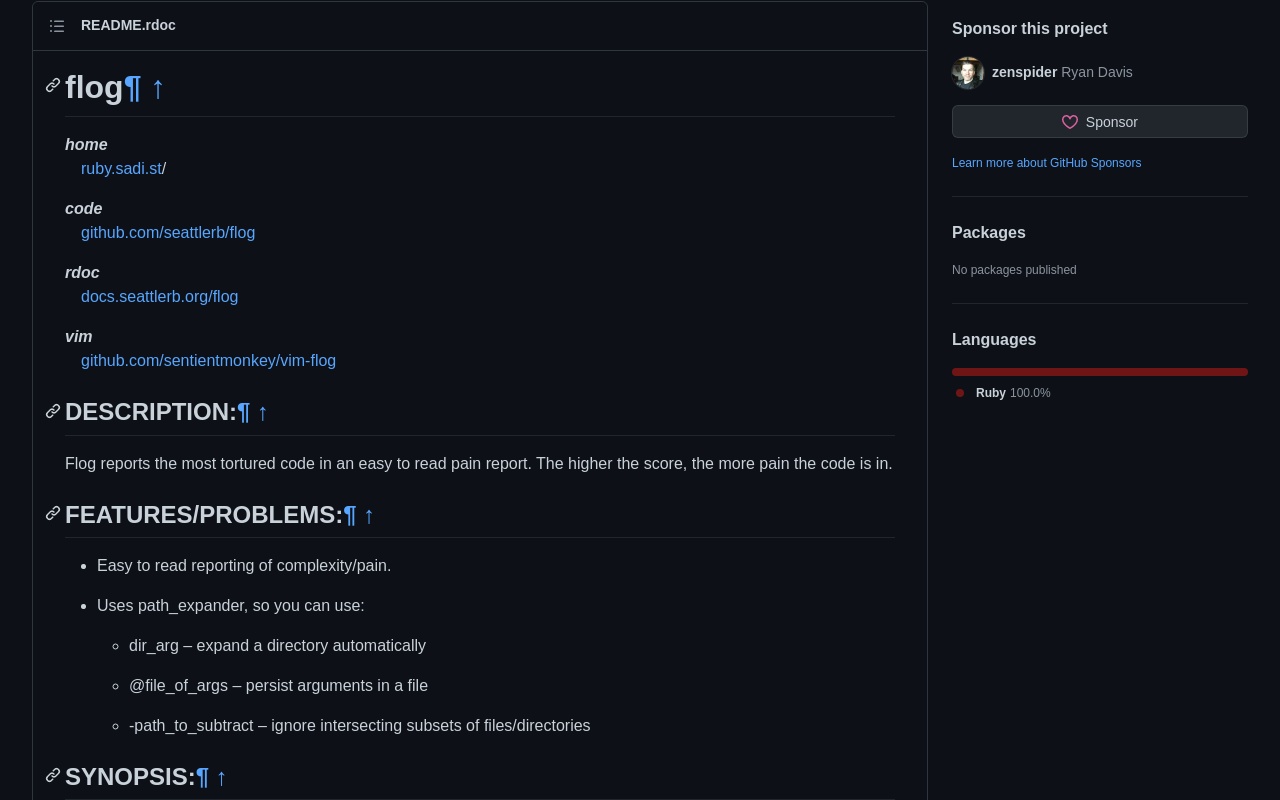 README.rdoc
flog¶ ↑
home
ruby.sadi.st/
code
github.com/seattlerb/flog
rdoc
docs.seattlerb.org/flog
vim
github.com/sentientmonkey/vim-flog
DESCRIPTION:¶ ↑
Flog reports the most tortured code in an easy to read pain report. The higher the score, the more pain the code is in.
FEATURES/PROBLEMS:¶ ↑
• Easy to read reporting of complexity/pain.
• Uses path_expander, so you can use:
◦ dir_arg – expand a directory automatically
◦ @file_of_args – persist arguments in a file
◦ -path_to_subtract – ignore intersecting subsets of files/directories
SYNOPSIS:¶ ↑
Sponsor this project
zenspider Ryan Davis
Sponsor
Learn more about GitHub Sponsors
Packages
No packages published
Languages
Ruby 100.0%